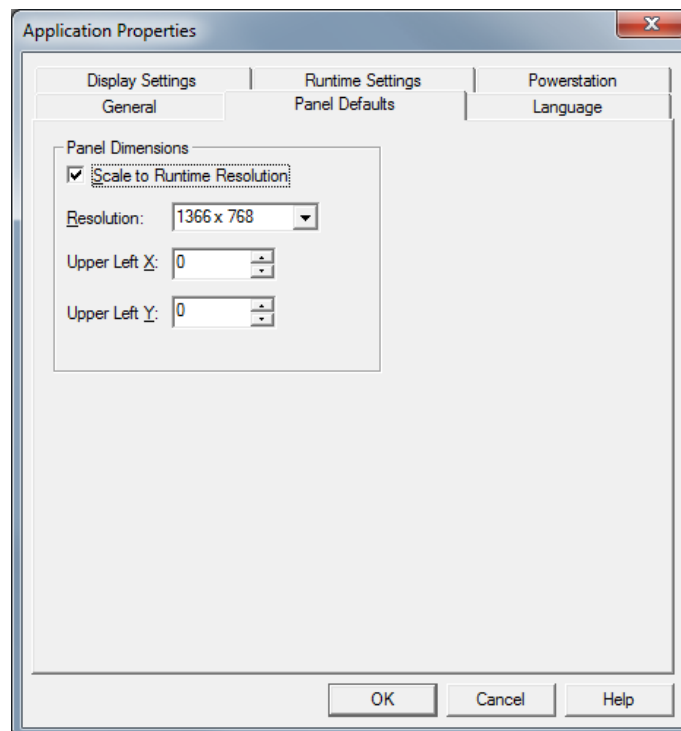 Application Properties
Display Settings
Runtime Settings
Powerstation
General
Panel Defaults
Language
Panel Dimensions
Scale to Runtime Resolution
Resolution: 1366 x 768
Upper Left X: 0
Upper Left Y: 0
OK
Cancel
Help